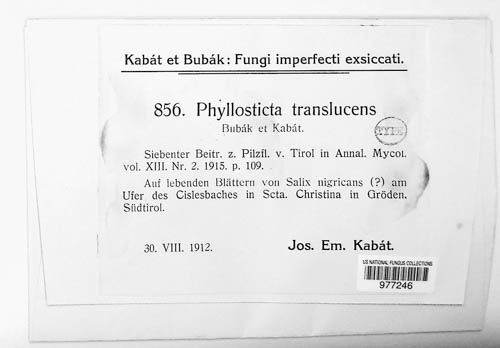 Kabát et Bubák: Fungi imperfecti exsiccati.
856. Phyllosticta translucens
Bubák et Kabát.
TYPE
Siebenter Beitr. z. Pilzfl. v. Tirol in Annal. Mycol.
vol. XIII. Nr. 2. 1915. p. 109.
Auf lebenden Blättern von Salix nigricans (?) am
Ufer des Cislesbaches in Scta. Christina in Gröden,
Südtirol.
30. VIII. 1912.
Jos. Em. Kabát.
US NATIONAL FUNGUS COLLECTIONS
977246